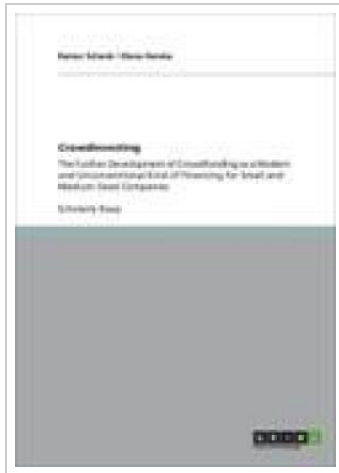 Crowdinvesting
The Further Development of Crowdfunding as a Modern
and Unconventional Kind of Financing for Small and
Medium-Sized Companies
Scholarly Essay
GRIN